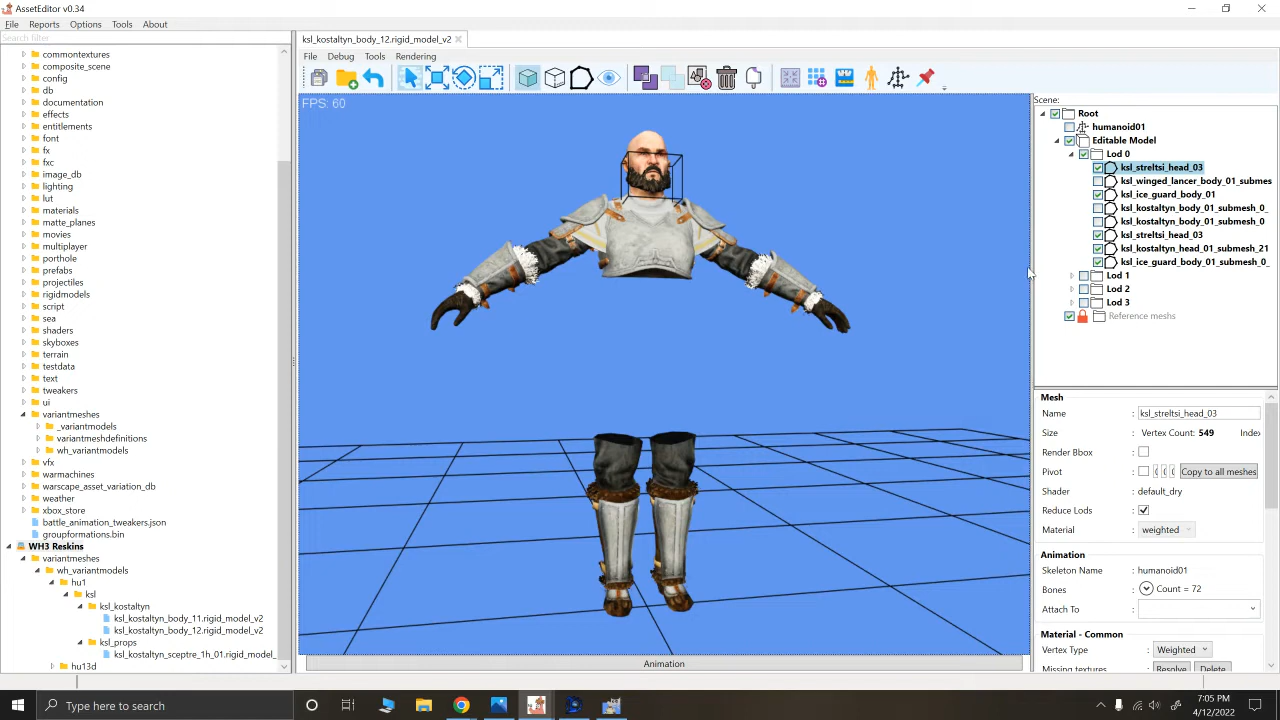 AssetEditor v0.34
File Reports Options Tools About
Search filter
commontextures
composite_scene
config
db
documentation
effects
entitlements
font
fx
fxc
image_db
lighting
lut
materials
matte_planes
movies
multiplayer
porthole
prefabs
projectiles
rigidmodels
script
sea
shaders
skyboxes
terrain
testdata
text
tweakers
ui
variantmeshes
_variantmodels
variantmeshdefinitions
wh_variantmodels
vfx
warmachines
warscape_asset_variation_db
weather
xbox_store
battle_animation_tweakers.json
groupformations.bin
WH3 Reskins
variantmeshes
wh_variantmodels
hu1
ksl
ksl_kostaltyn
ksl_kostaltyn_body_11.rigid_model_v2
ksl_kostaltyn_body_12.rigid_model_v2
ksl_props
ksl_kostaltyn_sceptre_1h_01.rigid_model_
hu13d
ksl_kostaltyn_body_12.rigid_model_v2
File Debug Tools Rendering
FPS: 60
Animation
Scene:
Root
humanoid01
Editable Model
Lod 0
ksl_streltsi_head_03
ksl_winged_lancer_body_01_submes
ksl_ice_guard_body_01
ksl_kostaltyn_body_01_submesh_0_
ksl_kostaltyn_body_01_submesh_0
ksl_streltsi_head_03
ksl_kostaltyn_head_01_submesh_21
ksl_ice_guard_body_01_submesh_0_
Lod 1
Lod 2
Lod 3
Reference meshs
Mesh
Name : ksl_streltsi_head_03
Size : Vertex Count: 549 Index
Render Bbox :
Pivot : Copy to all meshes
Shader : default_dry
Reduce Lods :
Material : weighted
Animation
Skeleton Name : humanoid01
Bones : Count = 72
Attach To :
Material - Common
Vertex Type : Weighted
Missing textures : Resolve Delete
Type here to search
7:05 PM
4/12/2022